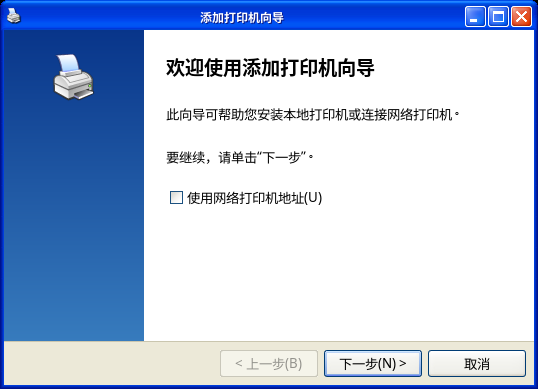 添加打印机向导
欢迎使用添加打印机向导
此向导可帮助您安装本地打印机或连接网络打印机。
要继续，请单击“下一步”。
使用网络打印机地址(U)
< 上一步(B)
下一步(N) >
取消